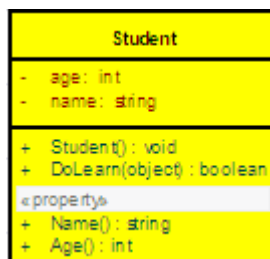 Student
- age: int
- name: string
+ Student() : void
+ DoLearn(object) : boolean
«property»
+ Name() : string
+ Age() : int